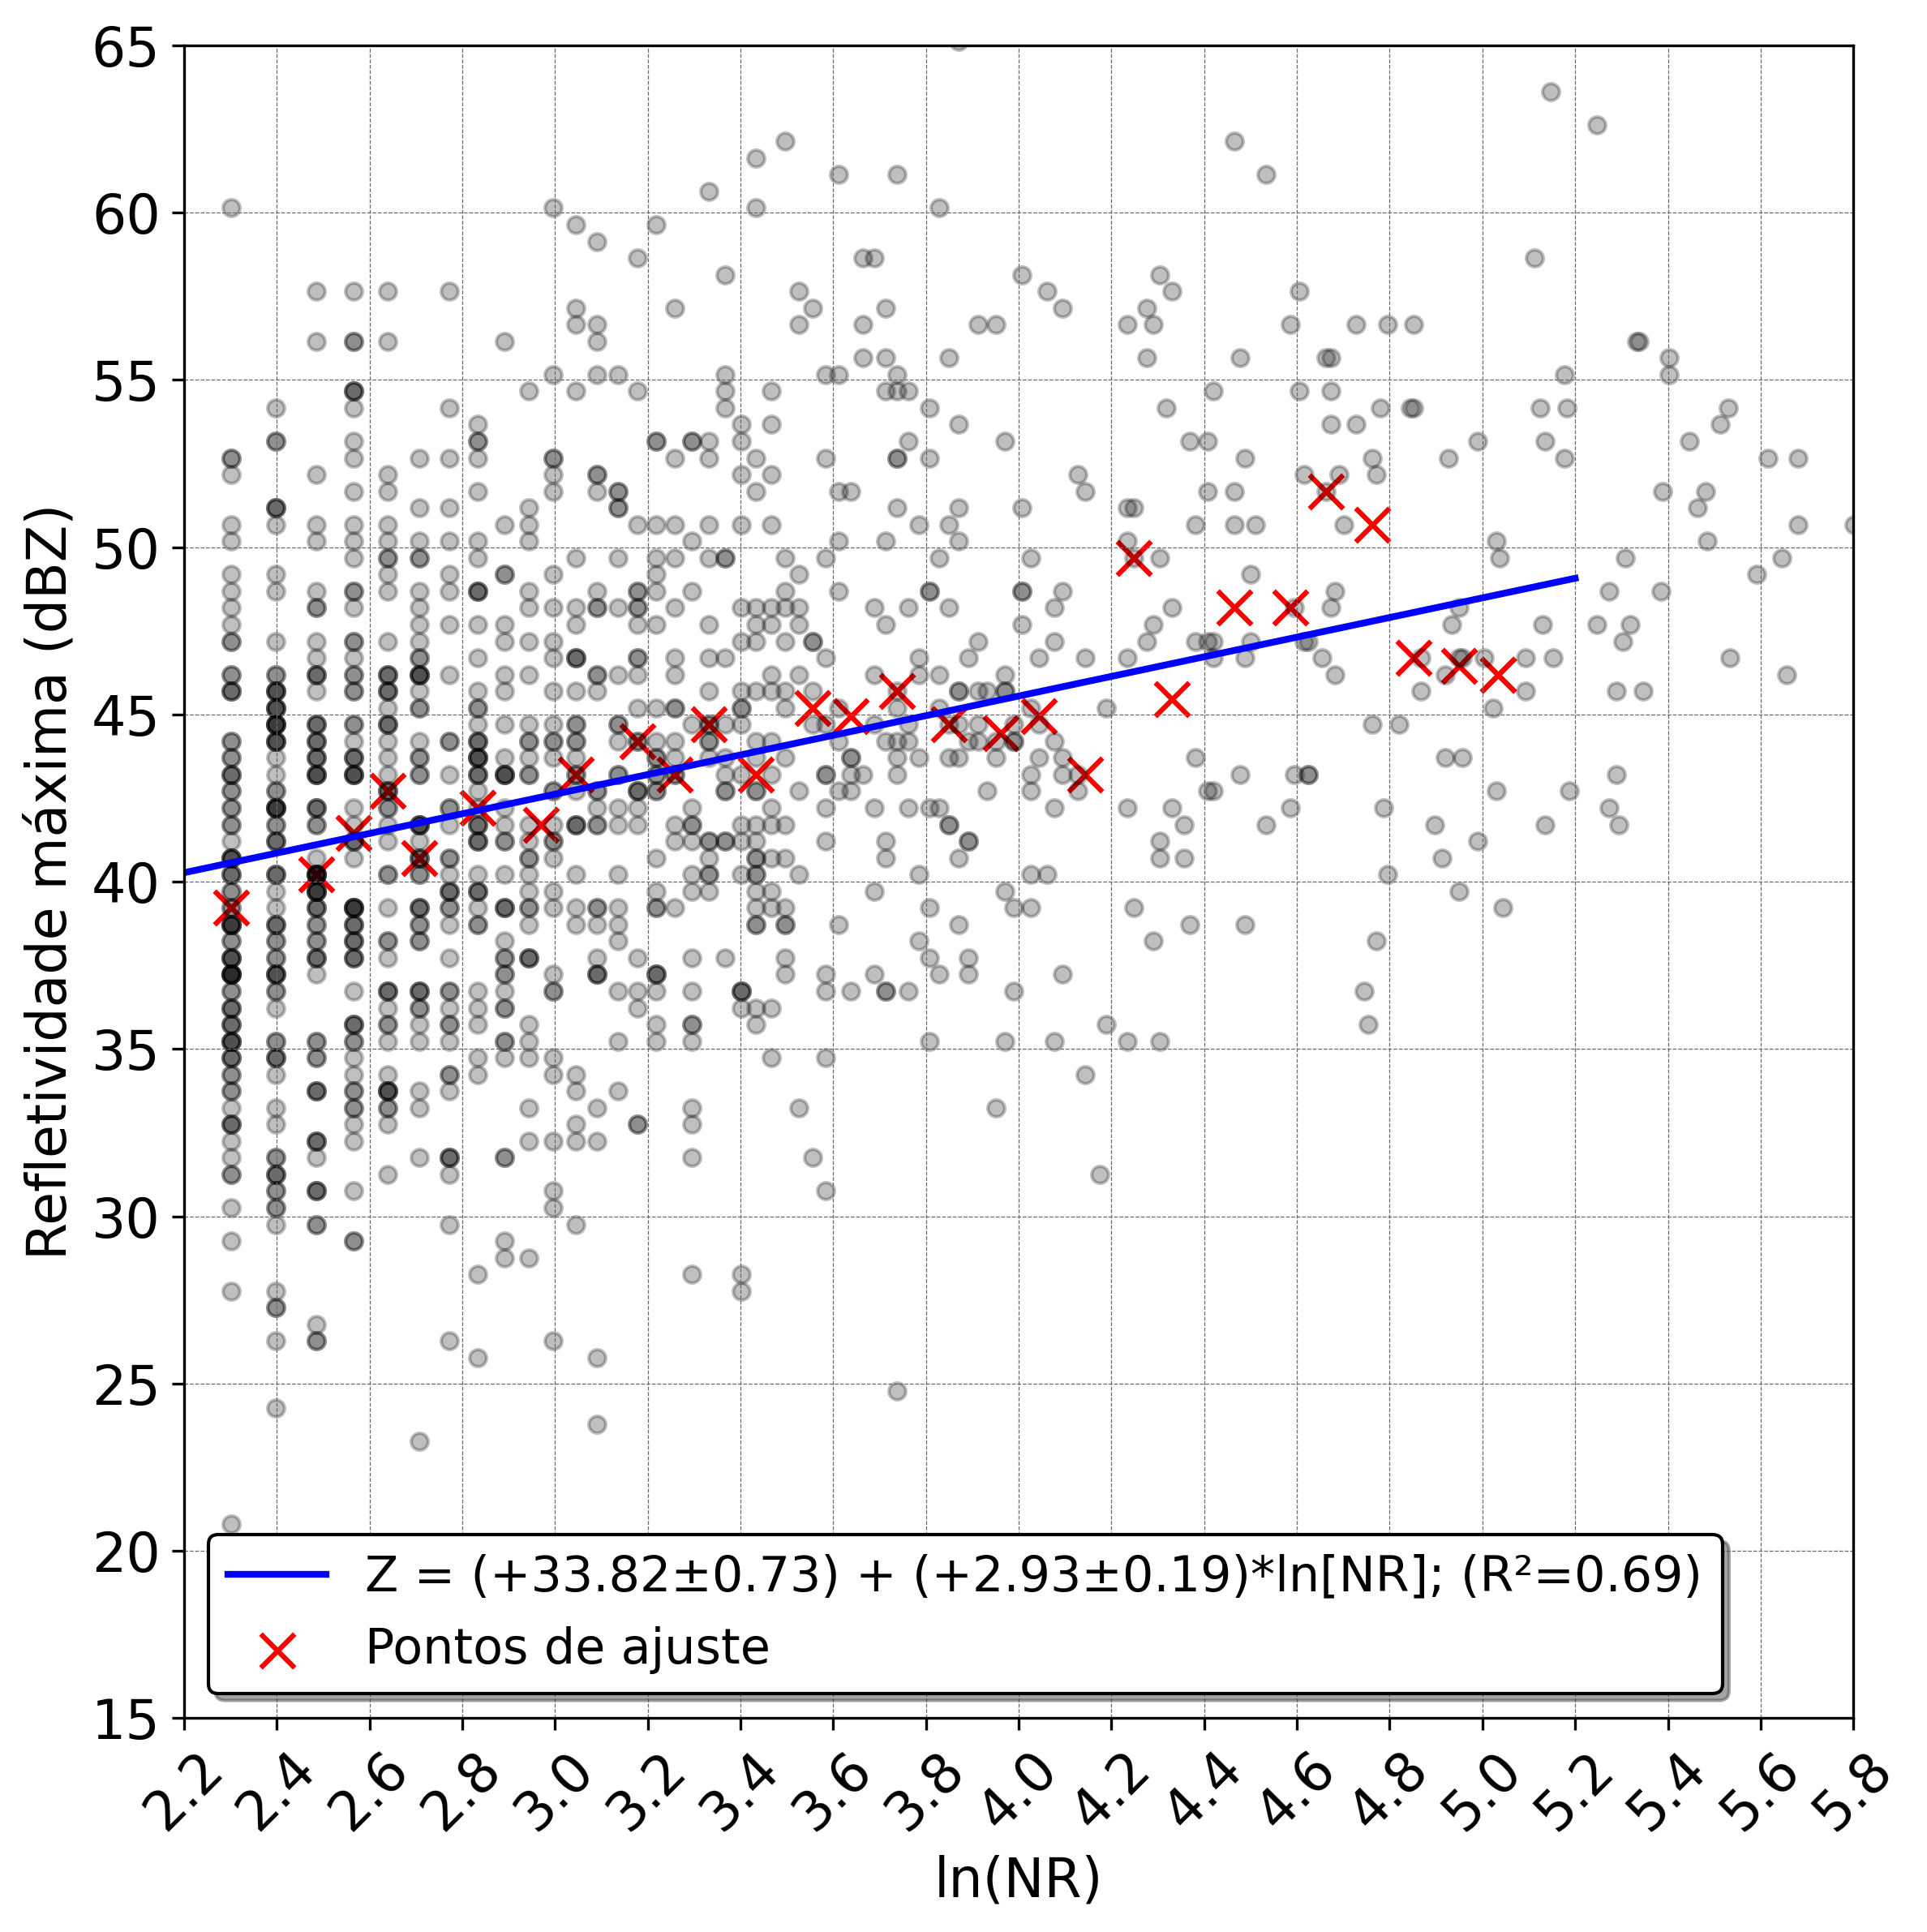 65
60
55
50
45
40
35
30
25
20
15
Refletividade máxima (dBZ)
Z = (+33.82±0.73) + (+2.93±0.19)*ln[NR]; (R²=0.69)
Pontos de ajuste
2.2 2.4 2.6 2.8 3.0 3.2 3.4 3.6 3.8 4.0 4.2 4.4 4.6 4.8 5.0 5.2 5.4 5.6 5.8
ln(NR)